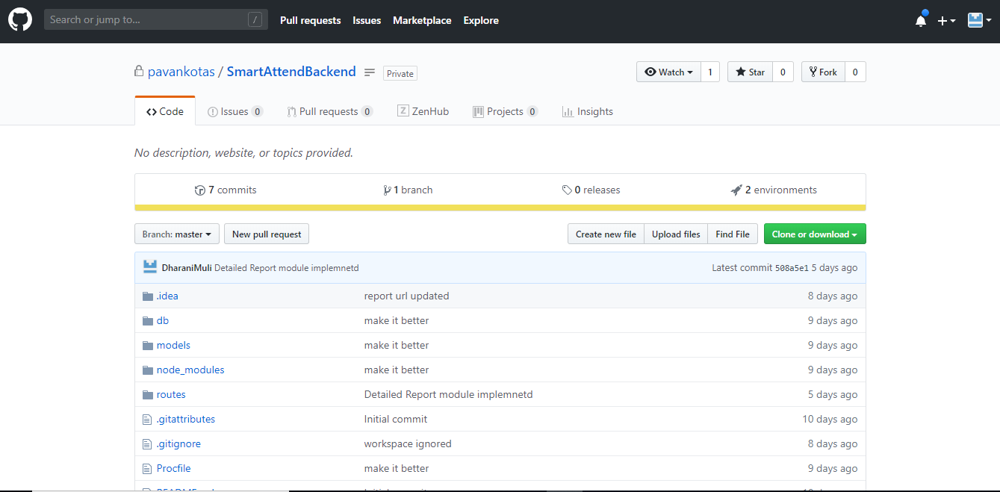 Search or jump to... / Pull requests Issues Marketplace Explore
pavankotas / SmartAttendBackend Private Watch 1 Star 0 Fork 0
Code Issues 0 Pull requests 0 Z ZenHub Projects 0 Insights
No description, website, or topics provided.
7 commits 1 branch 0 releases 2 environments
Branch: master New pull request Create new file Upload files Find File Clone or download
DharaniMuli Detailed Report module implemnetd Latest commit 508a5e1 5 days ago
.idea report url updated 8 days ago
db make it better 9 days ago
models make it better 9 days ago
node_modules make it better 9 days ago
routes Detailed Report module implemnetd 5 days ago
.gitattributes Initial commit 10 days ago
.gitignore workspace ignored 8 days ago
Procfile make it better 9 days ago